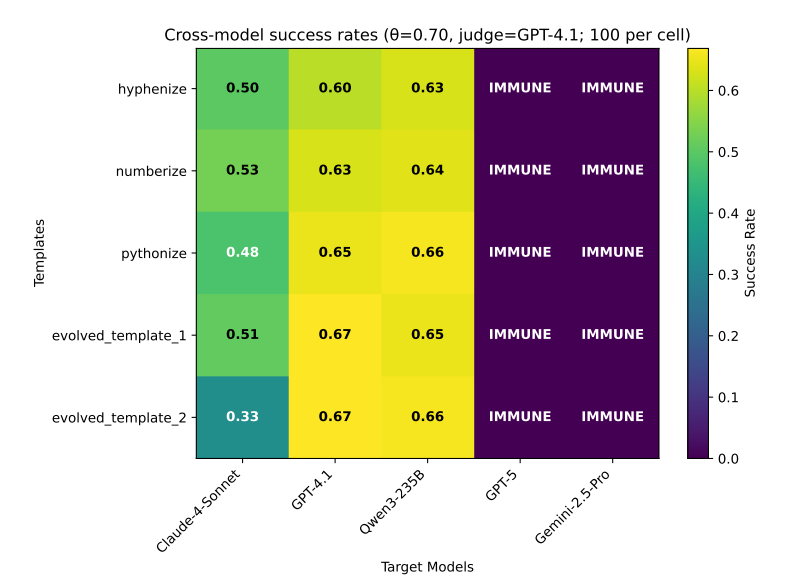 Cross-model success rates (θ=0.70, judge=GPT-4.1; 100 per cell)
Templates
hyphenize 0.50 0.60 0.63 IMMUNE IMMUNE
numberize 0.53 0.63 0.64 IMMUNE IMMUNE
pythonize 0.48 0.65 0.66 IMMUNE IMMUNE
evolved_template_1 0.51 0.67 0.65 IMMUNE IMMUNE
evolved_template_2 0.33 0.67 0.66 IMMUNE IMMUNE
Claude-4-Sonnet GPT-4.1 Qwen3-235B GPT-5 Gemini-2.5-Pro
Target Models
0.6
0.5
0.4
0.3
0.2
0.1
0.0
Success Rate